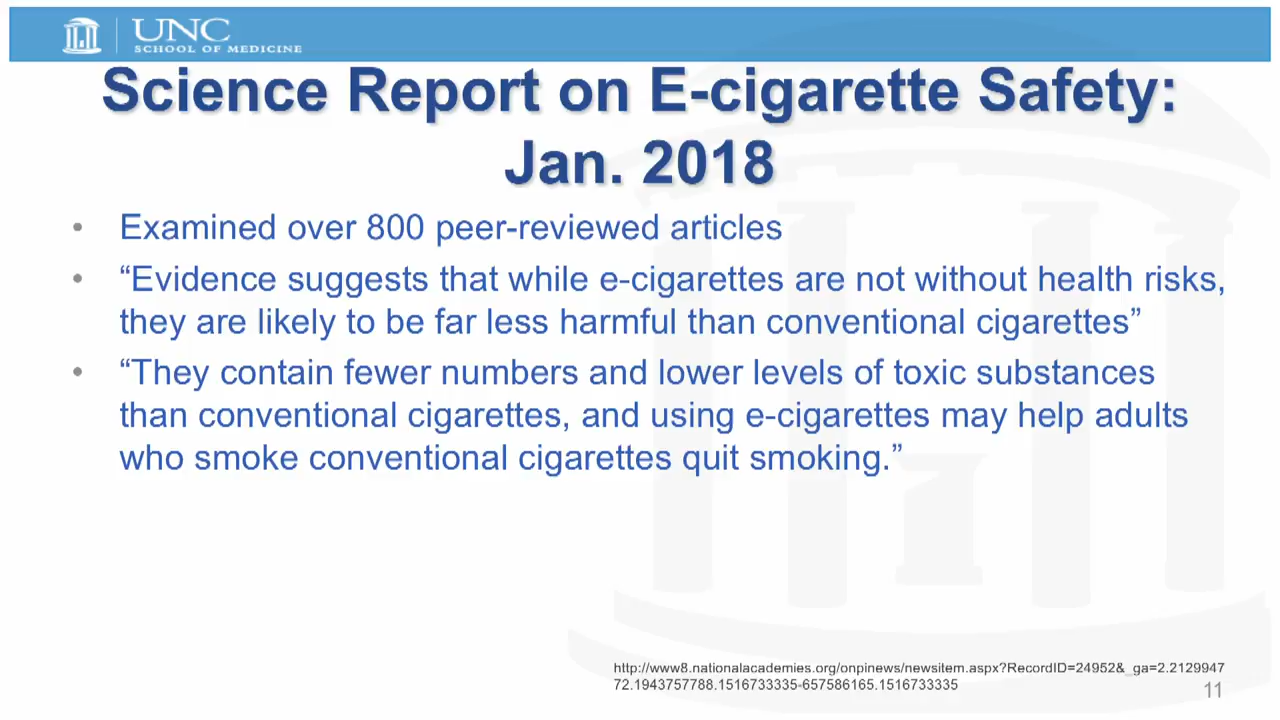 UNC
SCHOOL OF MEDICINE
Science Report on E-cigarette Safety:
Jan. 2018
• Examined over 800 peer-reviewed articles
• “Evidence suggests that while e-cigarettes are not without health risks,
they are likely to be far less harmful than conventional cigarettes”
• “They contain fewer numbers and lower levels of toxic substances
than conventional cigarettes, and using e-cigarettes may help adults
who smoke conventional cigarettes quit smoking.”
http://www8.nationalacademies.org/onpinews/newsitem.aspx?RecordID=24952&_ga=2.2129947
72.1943757788.1516733335-657586165.1516733335
11